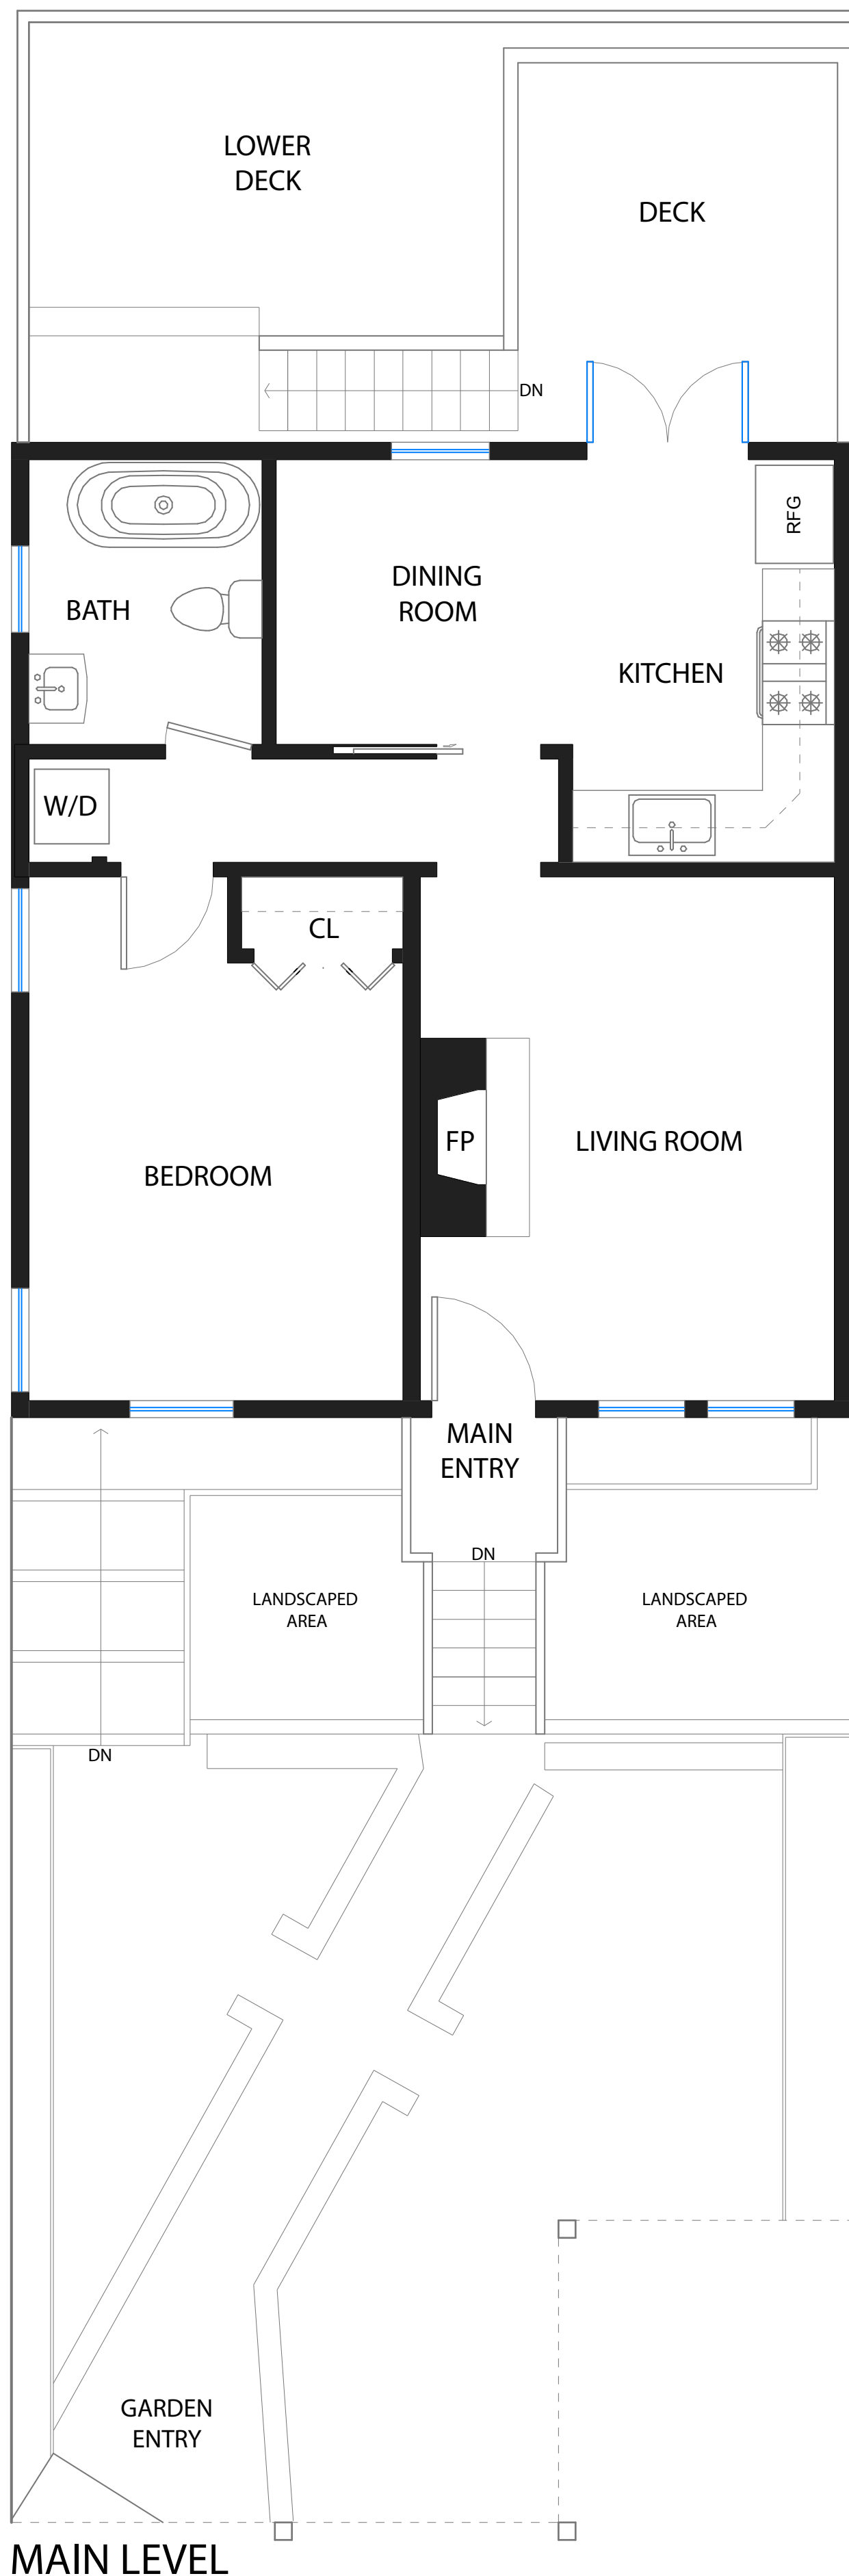 LOWER
DECK
DECK
DN
RFG
DINING
ROOM
BATH
KITCHEN
W/D
CL
FP
LIVING ROOM
BEDROOM
MAIN
ENTRY
DN
LANDSCAPED
AREA
LANDSCAPED
AREA
DN
GARDEN
ENTRY
MAIN LEVEL